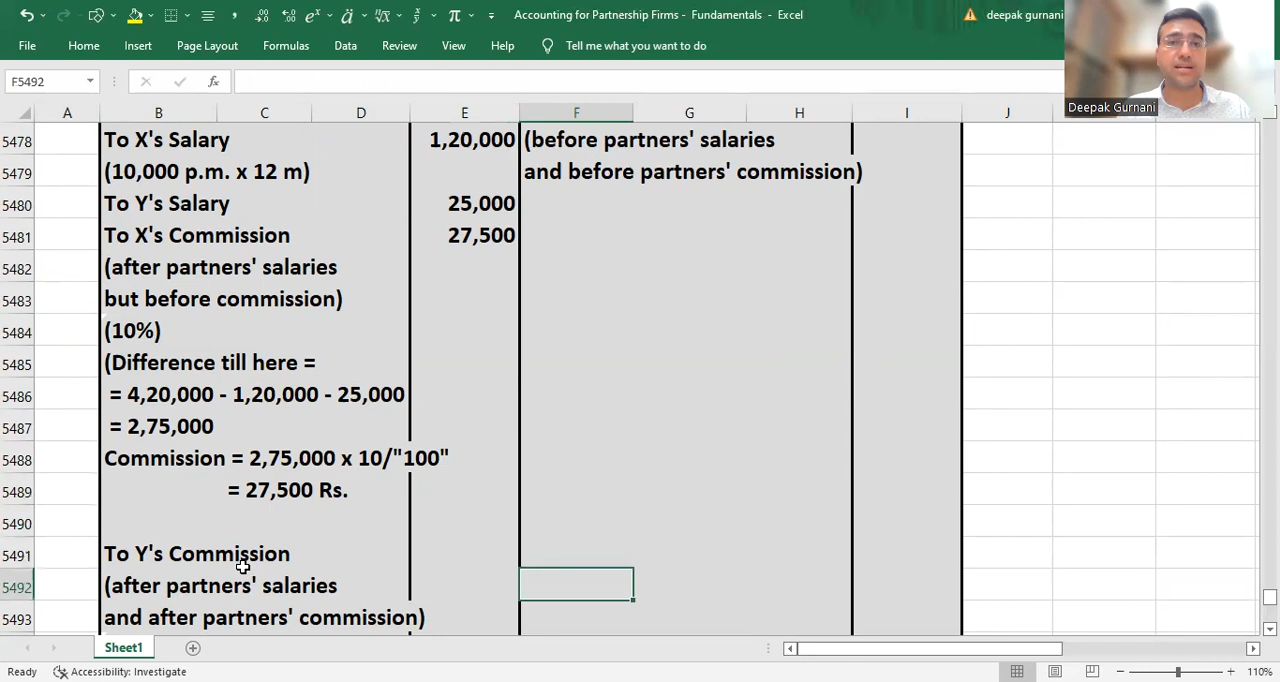 Accounting for Partnership Firms - Fundamentals - Excel
deepak gurnani
File Home Insert Page Layout Formulas Data Review View Help Tell me what you want to do
F5492
Deepak Gurnani
A B C D E F G H I J
5478 To X's Salary 1,20,000 (before partners' salaries
5479 (10,000 p.m. x 12 m) and before partners' commission)
5480 To Y's Salary 25,000
5481 To X's Commission 27,500
5482 (after partners' salaries
5483 but before commission)
5484 (10%)
5485 (Difference till here =
5486 = 4,20,000 - 1,20,000 - 25,000
5487 = 2,75,000
5488 Commission = 2,75,000 x 10/"100"
5489 = 27,500 Rs.
5490
5491 To Y's Commission
5492 (after partners' salaries
5493 and after partners' commission)
Sheet1
Ready Accessibility: Investigate 110%